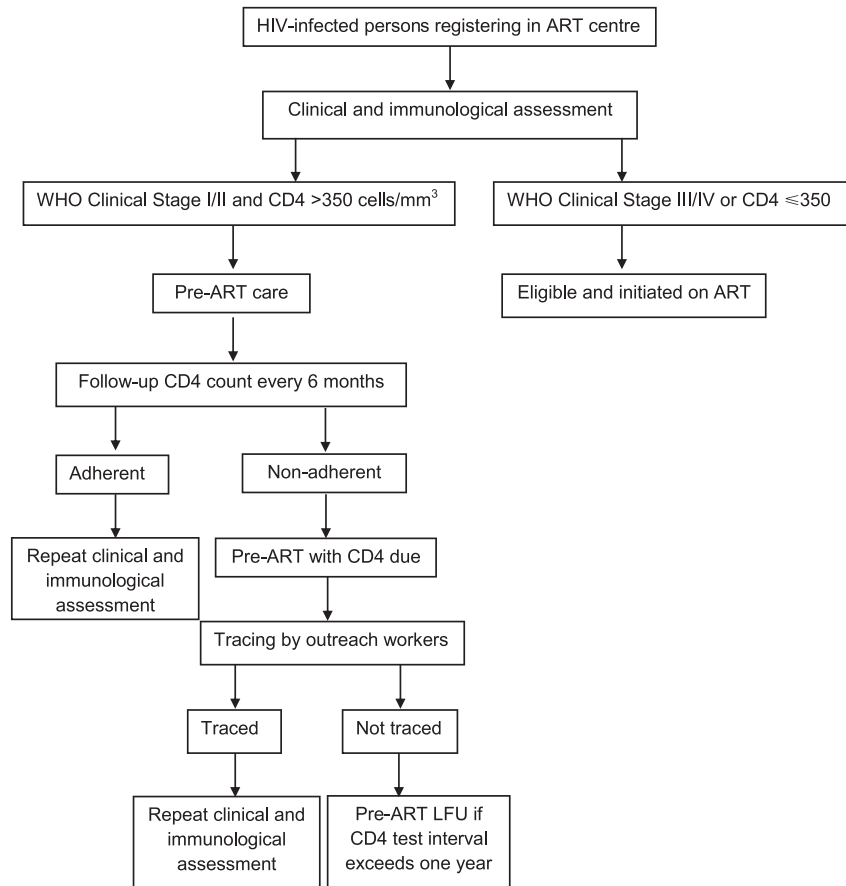 HIV-infected persons registering in ART centre
Clinical and immunological assessment
WHO Clinical Stage I/II and CD4 >350 cells/mm³
WHO Clinical Stage III/IV or CD4 ⩽350
Pre-ART care
Eligible and initiated on ART
Follow-up CD4 count every 6 months
Adherent
Non-adherent
Repeat clinical and
immunological
assessment
Pre-ART with CD4 due
Tracing by outreach workers
Traced
Not traced
Repeat clinical and
immunological
assessment
Pre-ART LFU if
CD4 test interval
exceeds one year